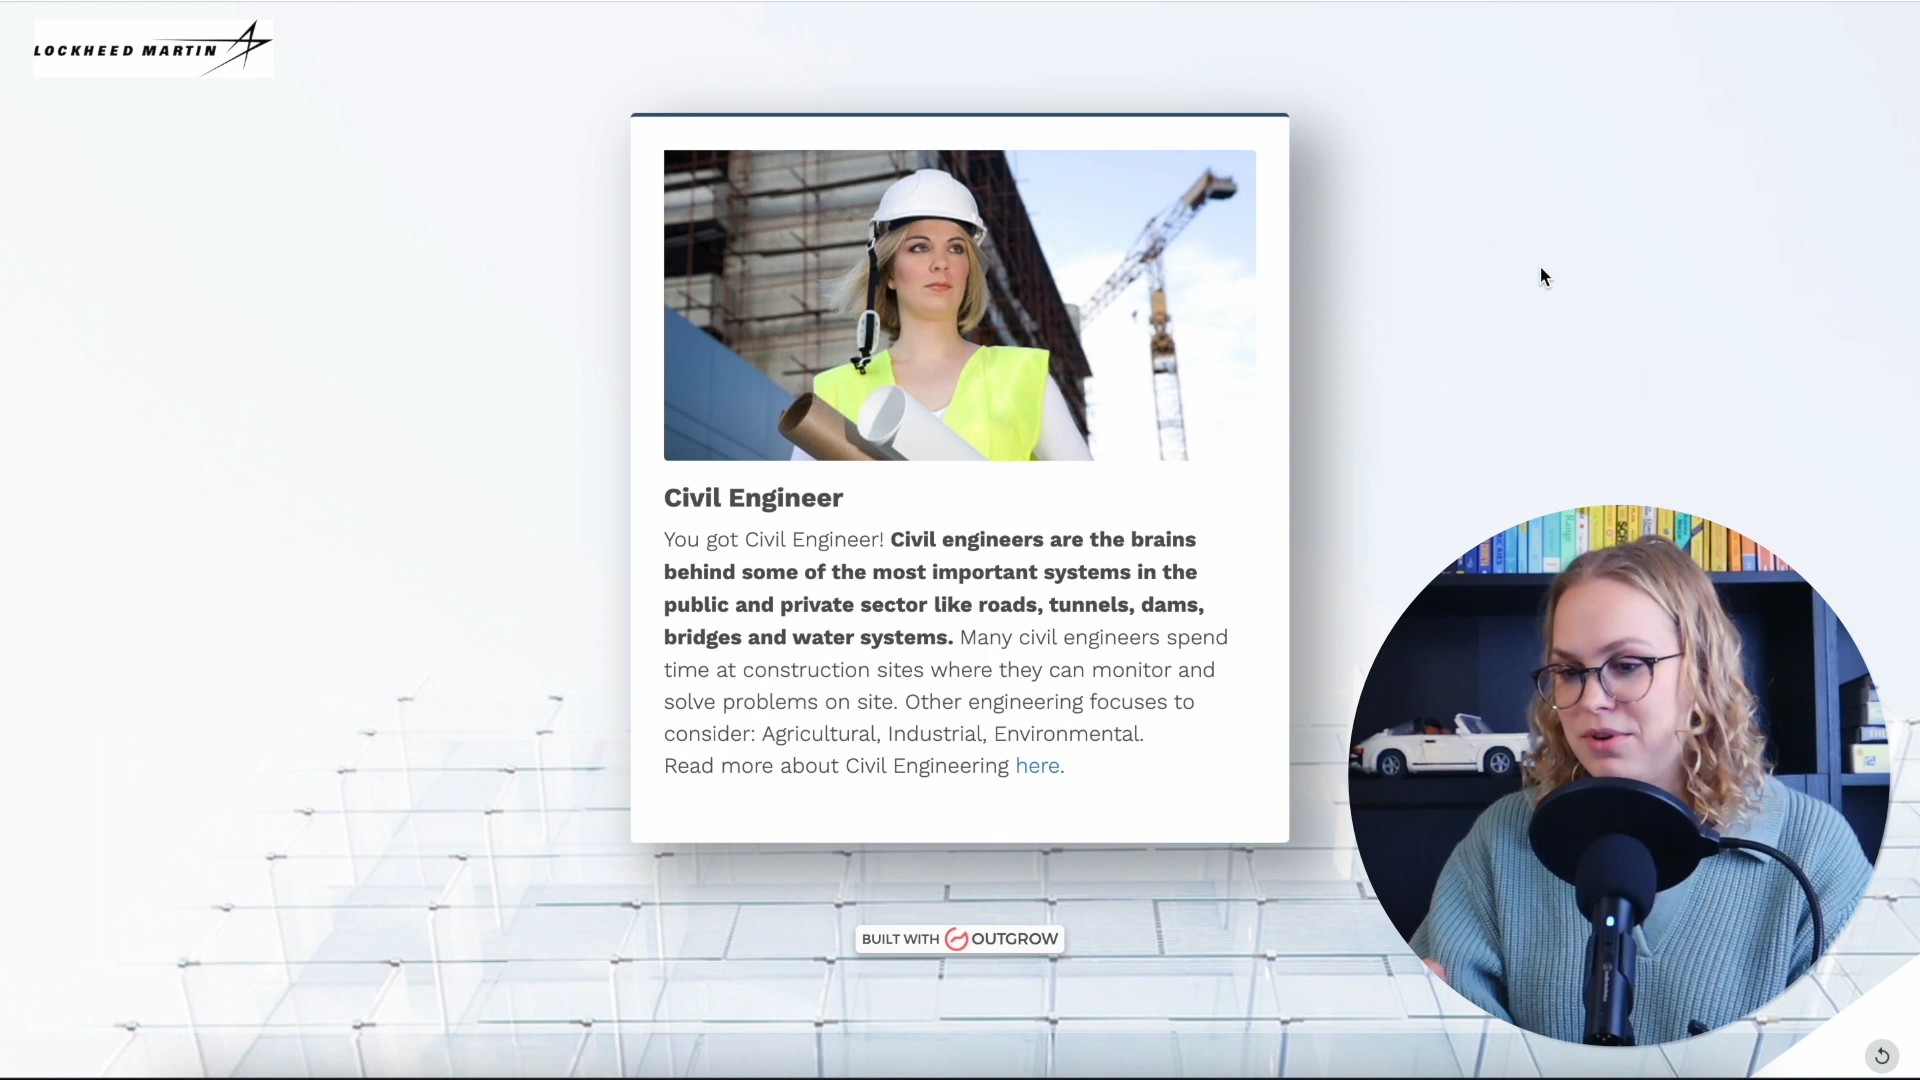 LOCKHEED MARTIN
Civil Engineer
You got Civil Engineer! Civil engineers are the brains
behind some of the most important systems in the
public and private sector like roads, tunnels, dams,
bridges and water systems. Many civil engineers spend
time at construction sites where they can monitor and
solve problems on site. Other engineering focuses to
consider: Agricultural, Industrial, Environmental.
Read more about Civil Engineering here.
BUILT WITH OUTGROW
Range